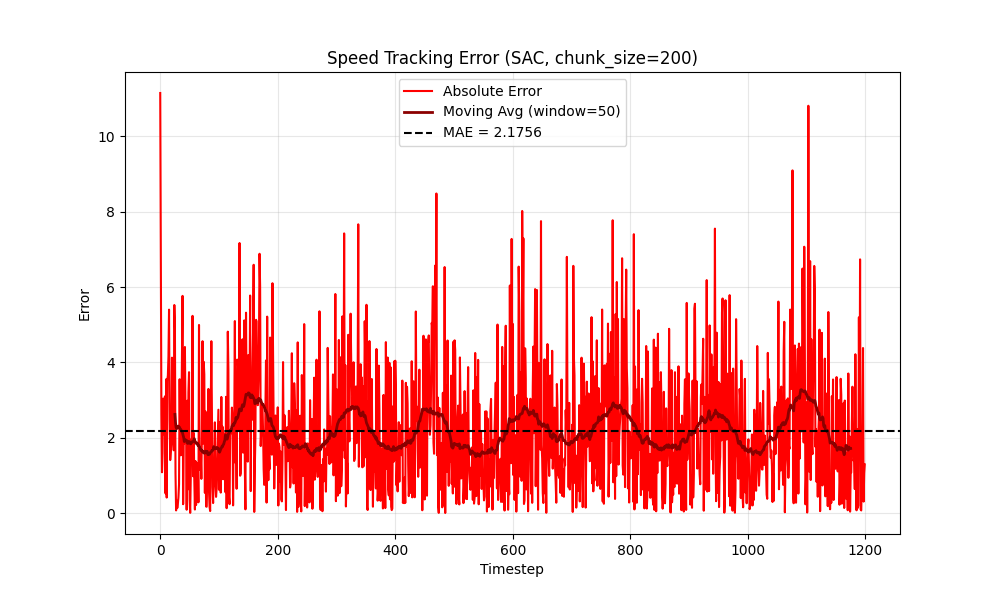 Speed Tracking Error (SAC, chunk_size=200)
Absolute Error
Moving Avg (window=50)
MAE = 2.1756
Error
10
8
6
4
2
0
0 200 400 600 800 1000 1200
Timestep